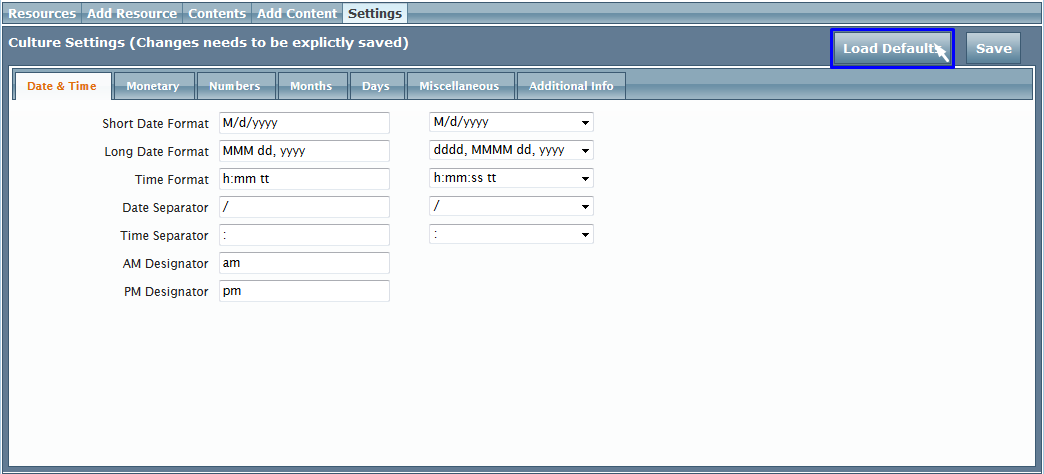 Resources Add Resource Contents Add Content Settings
Culture Settings (Changes needs to be explictly saved)
Load Defaults Save
Date & Time Monetary Numbers Months Days Miscellaneous Additional Info
Short Date Format M/d/yyyy M/d/yyyy
Long Date Format MMM dd, yyyy dddd, MMMM dd, yyyy
Time Format h:mm tt h:mm:ss tt
Date Separator / /
Time Separator : :
AM Designator am
PM Designator pm